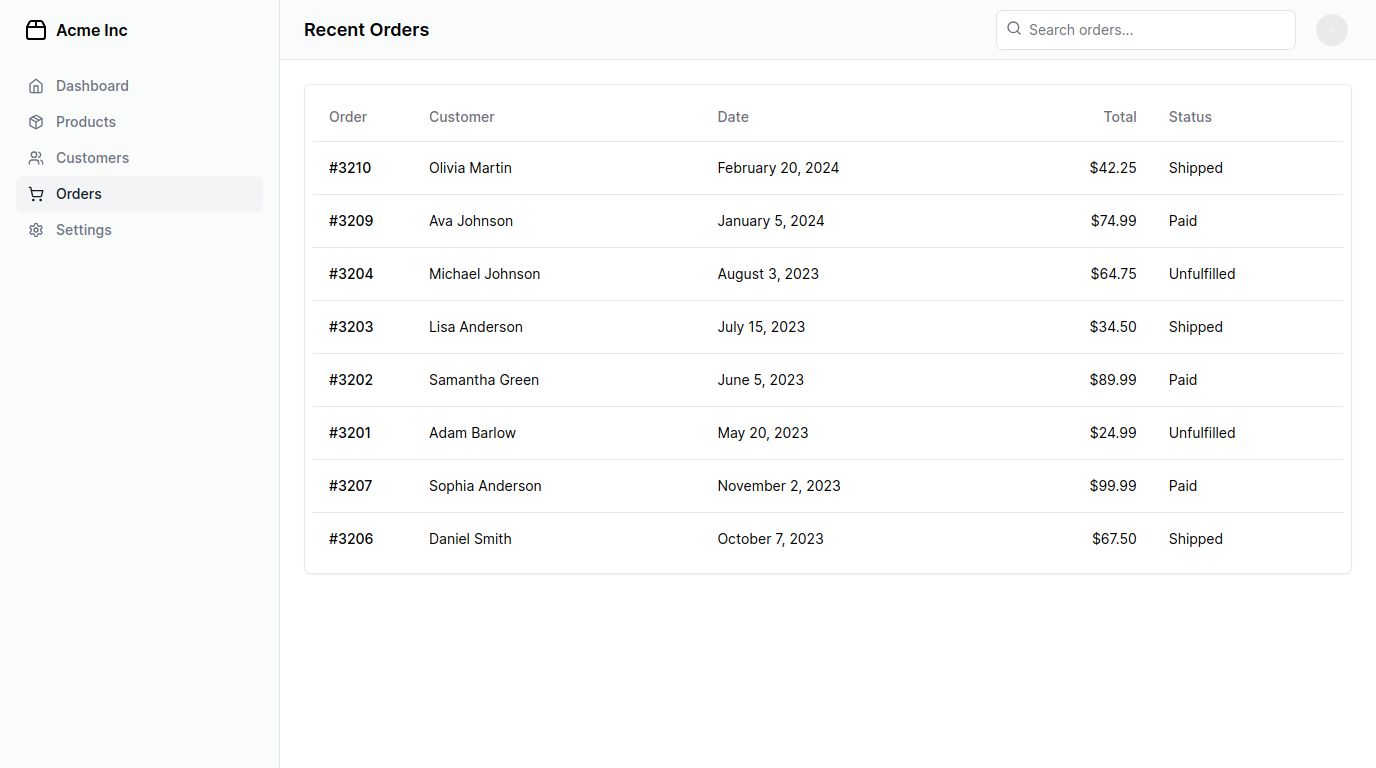 Acme Inc
Dashboard
Products
Customers
Orders
Settings
Recent Orders
Search orders...
Order Customer Date Total Status
#3210 Olivia Martin February 20, 2024 $42.25 Shipped
#3209 Ava Johnson January 5, 2024 $74.99 Paid
#3204 Michael Johnson August 3, 2023 $64.75 Unfulfilled
#3203 Lisa Anderson July 15, 2023 $34.50 Shipped
#3202 Samantha Green June 5, 2023 $89.99 Paid
#3201 Adam Barlow May 20, 2023 $24.99 Unfulfilled
#3207 Sophia Anderson November 2, 2023 $99.99 Paid
#3206 Daniel Smith October 7, 2023 $67.50 Shipped